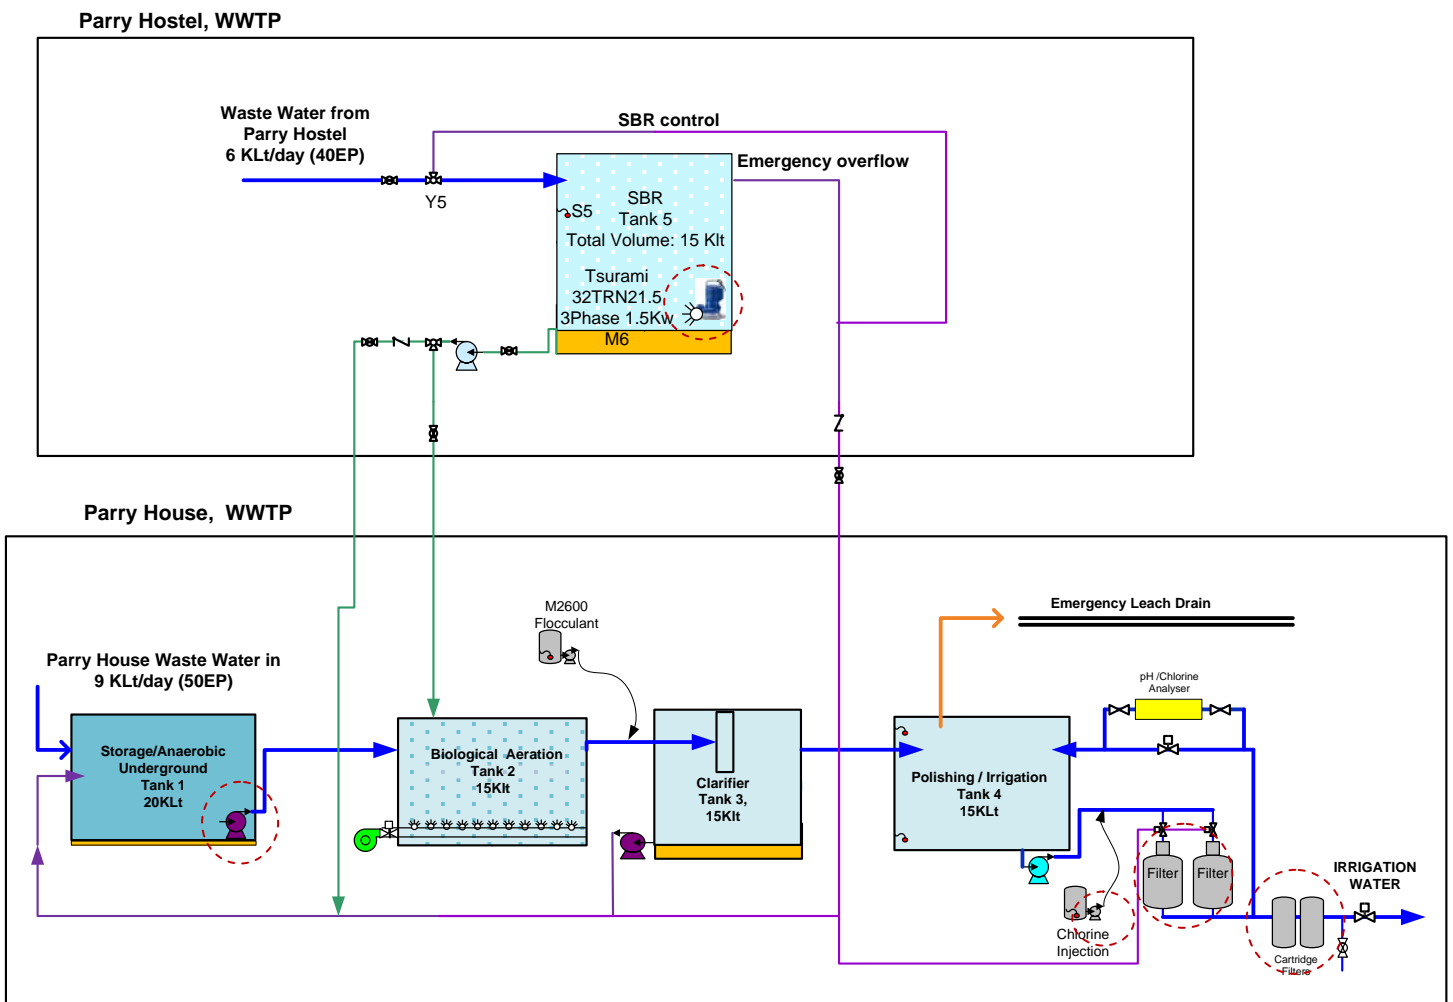 Parry Hostel, WWTP
Waste Water from
Parry Hostel
6 KLt/day (40EP)
SBR control
Emergency overflow
Y5
S5
SBR
Tank 5
Total Volume: 15 Klt
Tsurami
32TRN21.5
3Phase 1.5Kw
M6
Parry House, WWTP
M2600
Flocculant
Emergency Leach Drain
Parry House Waste Water in
9 KLt/day (50EP)
pH /Chlorine
Analyser
Storage/Anaerobic
Underground
Tank 1
20KLt
Biological Aeration
Tank 2
15Klt
Clarifier
Tank 3,
15Klt
Polishing / Irrigation
Tank 4
15KLt
Filter
Filter
IRRIGATION
WATER
Chlorine
Injection
Cartridge
Filters